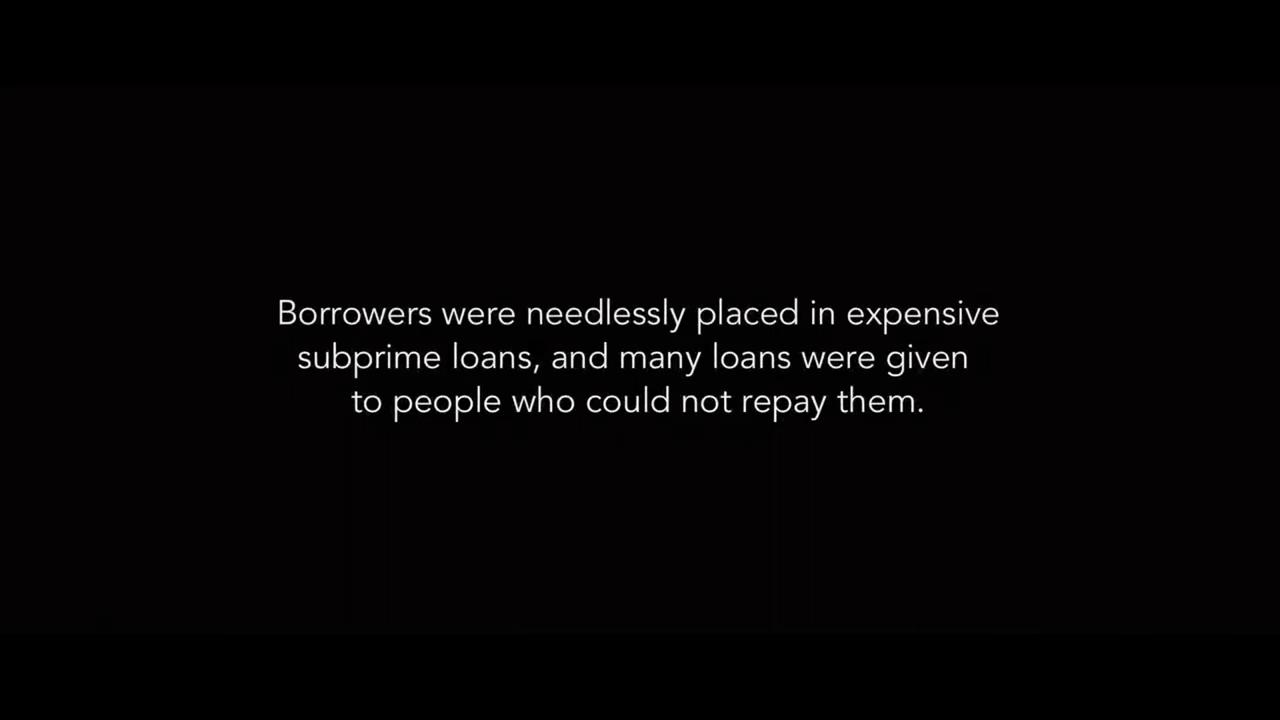 Borrowers were needlessly placed in expensive
subprime loans, and many loans were given
to people who could not repay them.